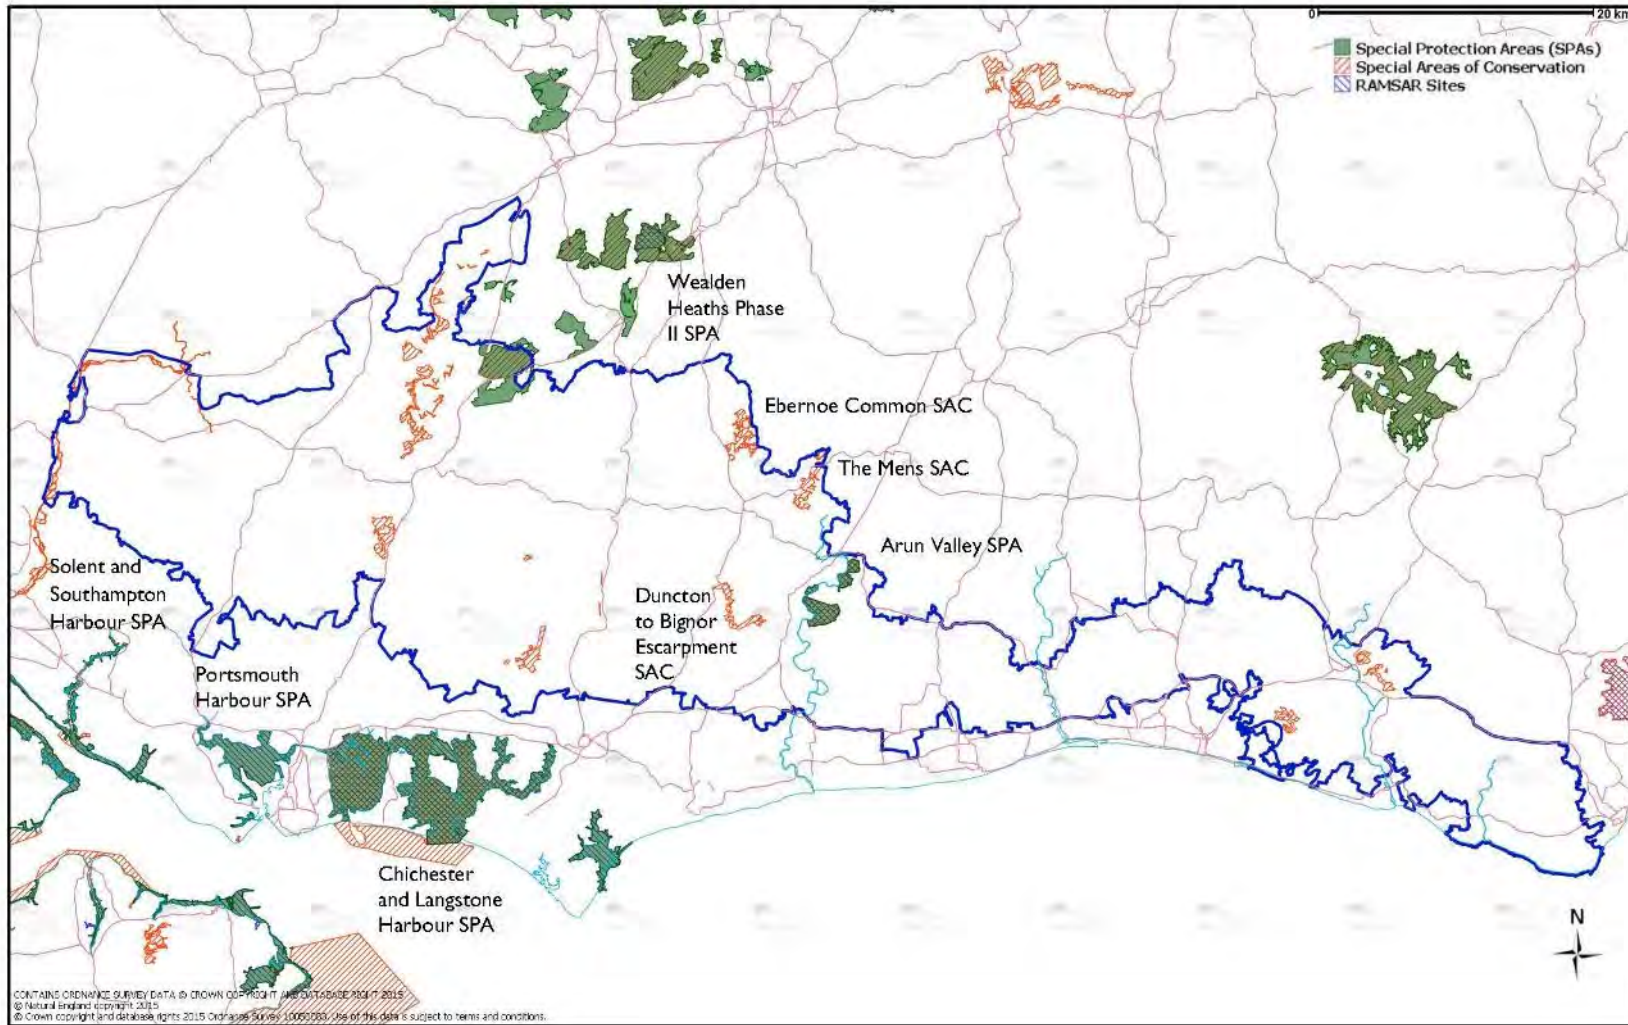 0 20 km
Special Protection Areas (SPAs)
Special Areas of Conservation
RAMSAR Sites
Wealden
Heaths Phase
II SPA
Ebernoe Common SAC
The Mens SAC
Arun Valley SPA
Solent and
Southampton
Harbour SPA
Duncton
to Bignor
Escarpment
SAC
Portsmouth
Harbour SPA
Chichester
and Langstone
Harbour SPA
N
CONTAINS ORDNANCE SURVEY DATA © CROWN COPYRIGHT AND DATABASE RIGHT 2015
© Natural England copyright 2015
© Crown copyright and database rights 2015 Ordnance Survey Use of this data is subject to terms and conditions.